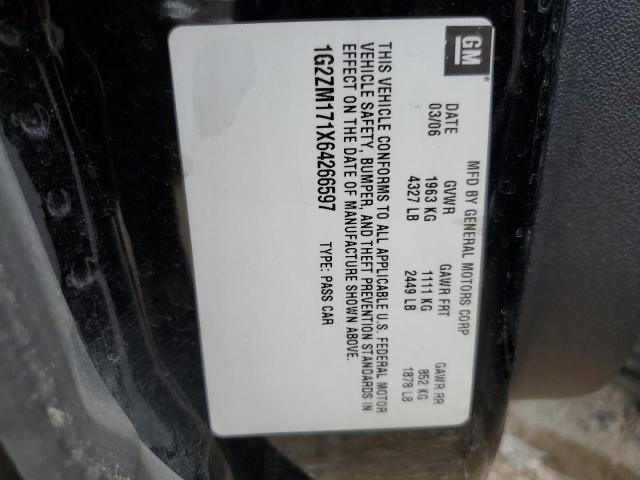 GM
MFD BY GENERAL MOTORS CORP
DATE GVWR GAWR FRT GAWR RR
03/06 1963 KG 1111 KG 852 KG
4327 LB 2449 LB 1878 LB
THIS VEHICLE CONFORMS TO ALL APPLICABLE U.S. FEDERAL MOTOR
VEHICLE SAFETY, BUMPER, AND THEFT PREVENTION STANDARDS IN
EFFECT ON THE DATE OF MANUFACTURE SHOWN ABOVE.
1G2ZM171X64266597 TYPE: PASS CAR